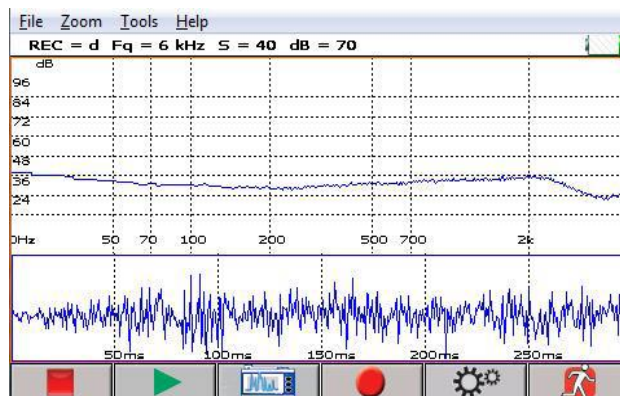 File Zoom Tools Help
REC = d Fq = 6 kHz S = 40 dB = 70
dB
96
84
72
60
48
36
24
0Hz 50 70 100 200 500 700 2k
50ms 100ms 150ms 200ms 250ms